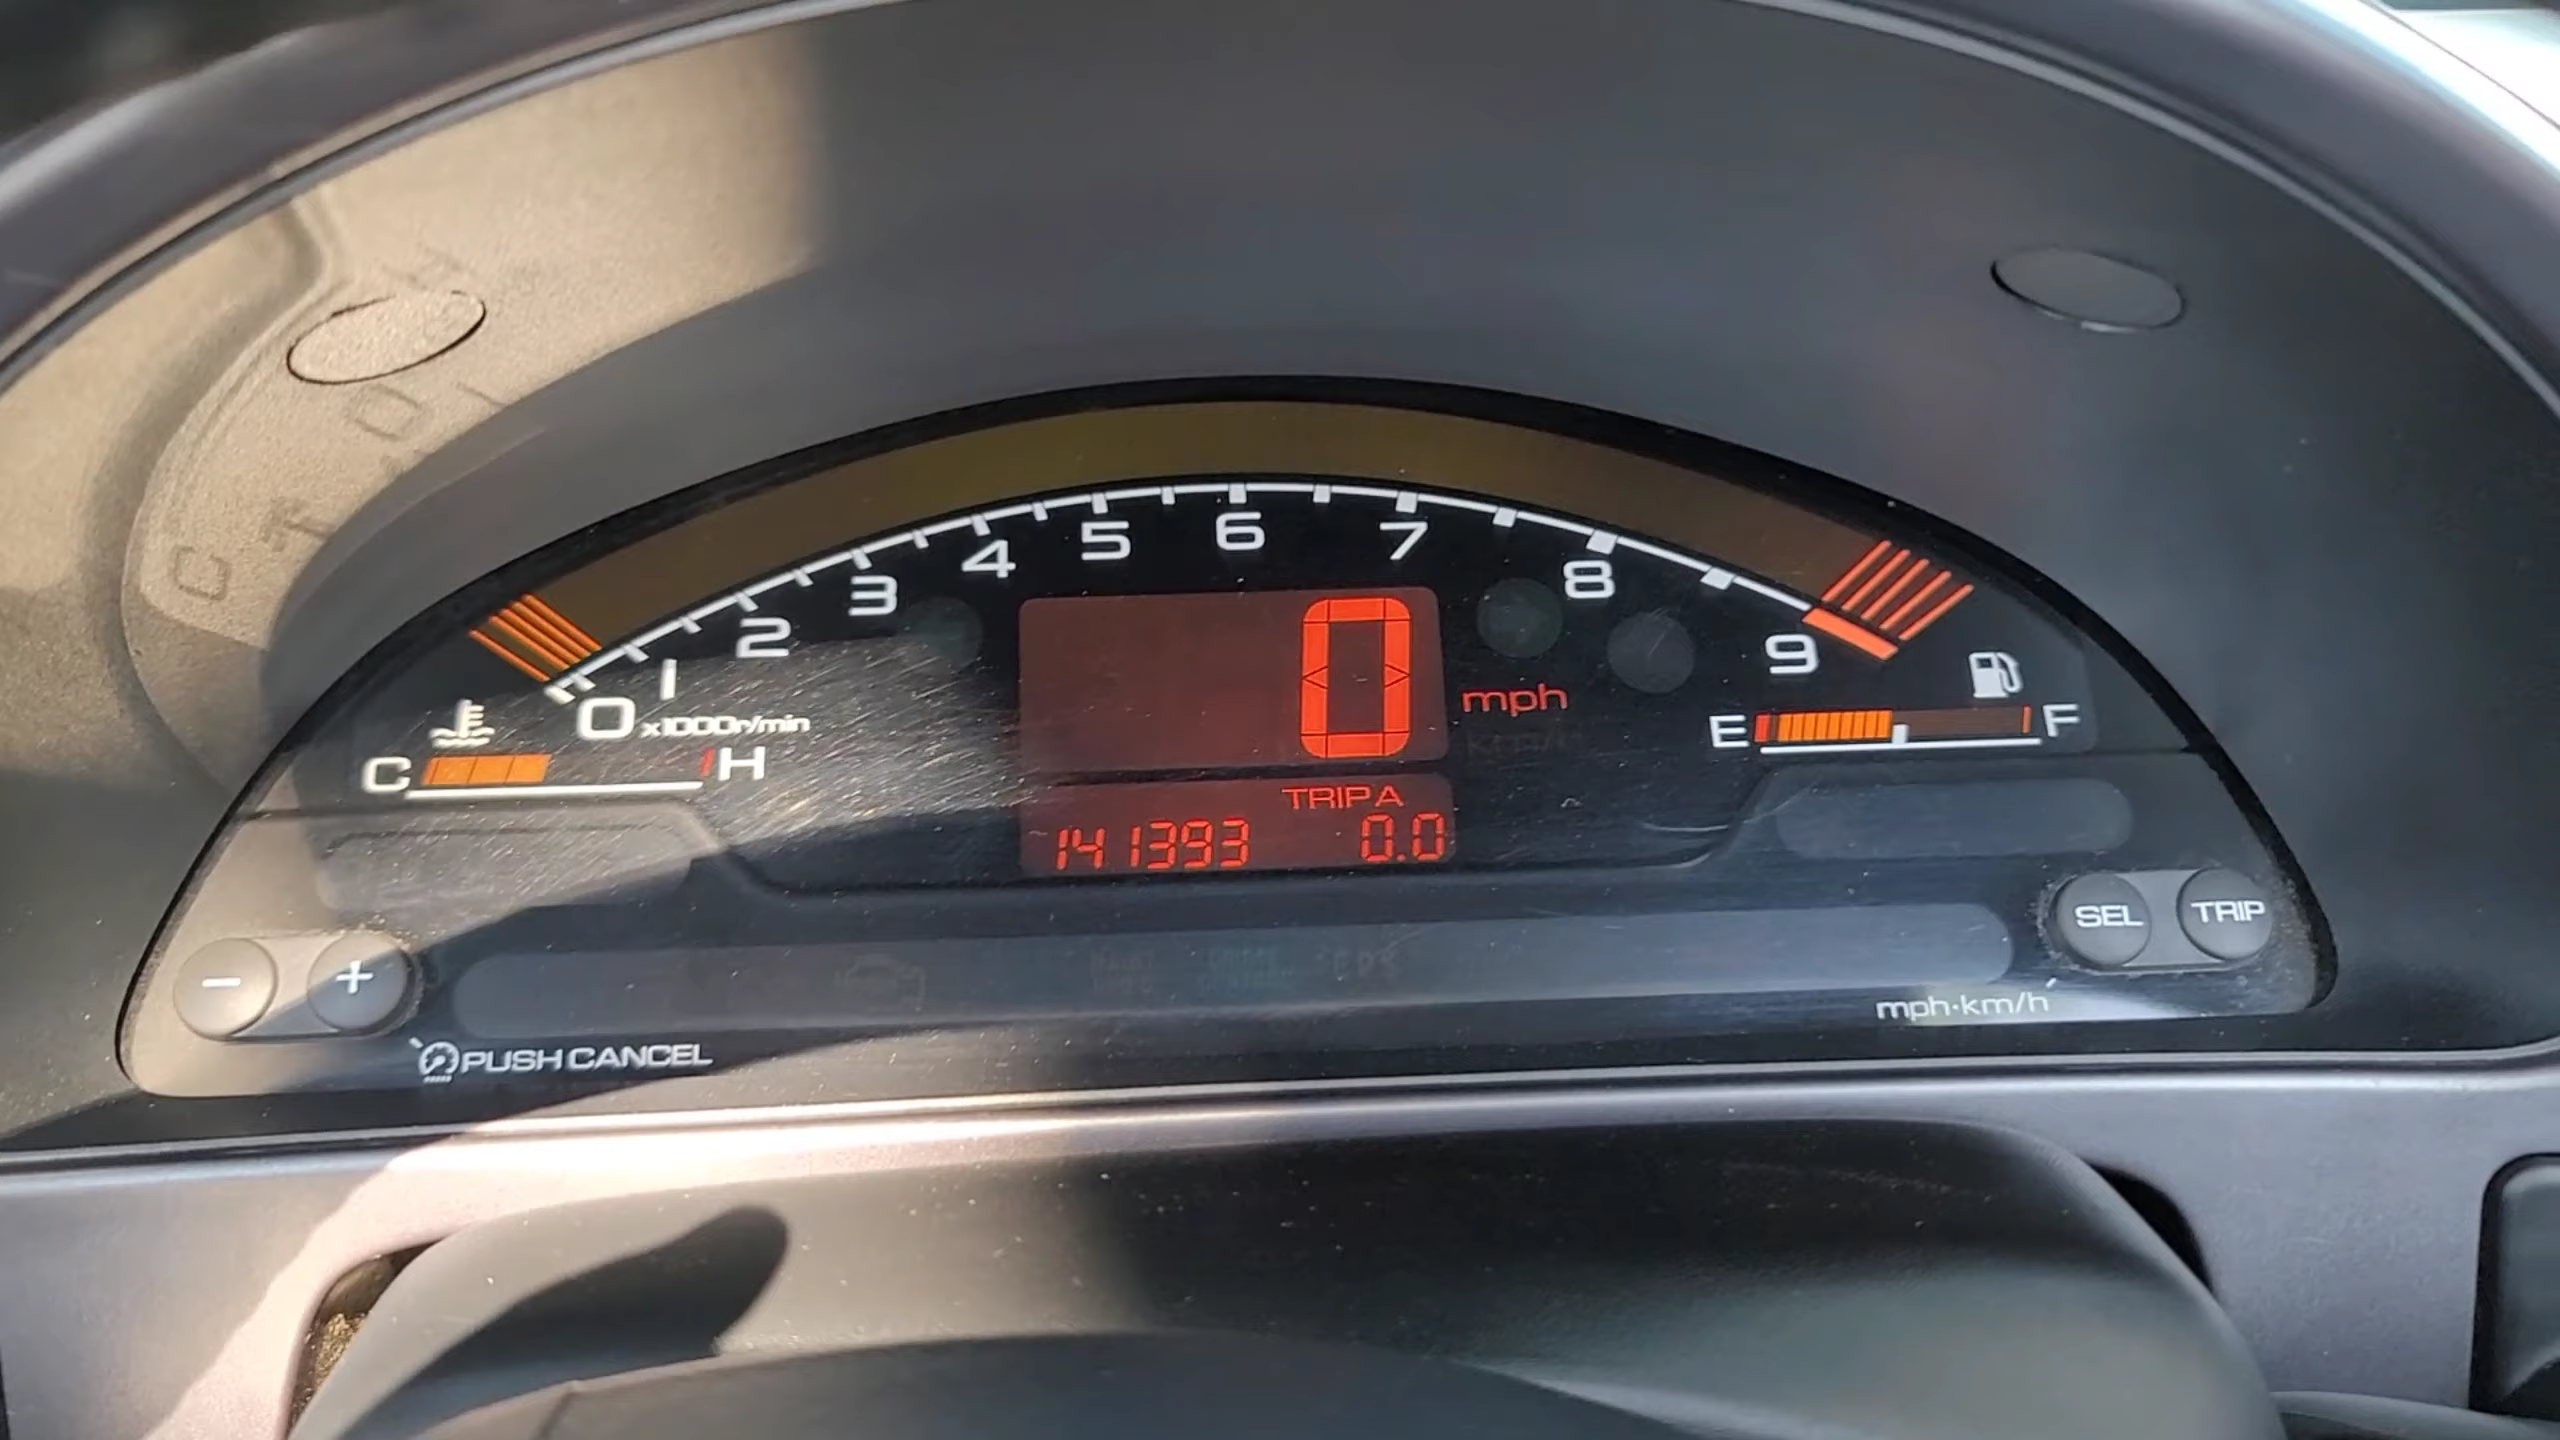 0 1 2 3 4 5 6 7 8 9
x1000r/min
C H
0 mph
km/h
E F
TRIP A
141393 0.0
- +
SEL TRIP
PUSH CANCEL
mph·km/h